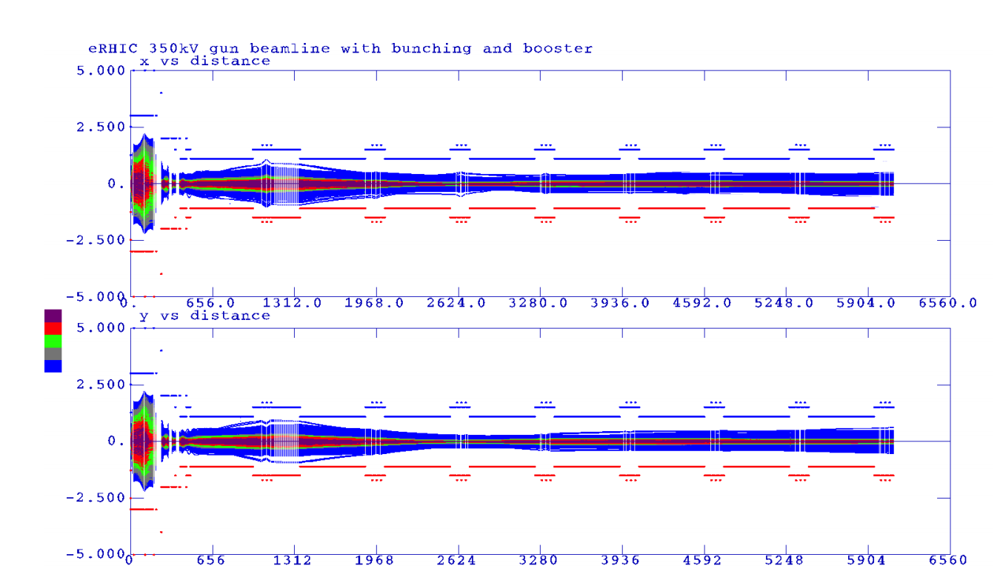 eRHIC 350kV gun beamline with bunching and booster
x vs distance
5.000
2.500
0.
-2.500
-5.000
0. 656.0 1312.0 1968.0 2624.0 3280.0 3936.0 4592.0 5248.0 5904.0 6560.0
y vs distance
5.000
2.500
0.
-2.500
-5.000
0 656 1312 1968 2624 3280 3936 4592 5248 5904 6560